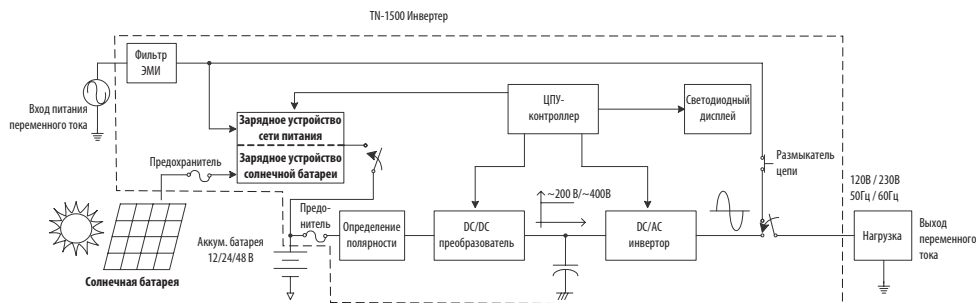 TN-1500 Инвертер
Фильтр
ЭМИ
Вход питания
переменного тока
Зарядное устройство
сети питания
Зарядное устройство
солнечной батареи
ЦПУ-
контроллер
Светодиодный
дисплей
Предохранитель
Размыкатель
цепи
120В / 230В
50Гц / 60Гц
~200 В/~400В
Предо-
нитель
Определение
полярности
DC/DC
преобразователь
DC/AC
инвертор
Нагрузка
Выход
переменного
тока
Аккум. батарея
12/24/48 В
Солнечная батарея